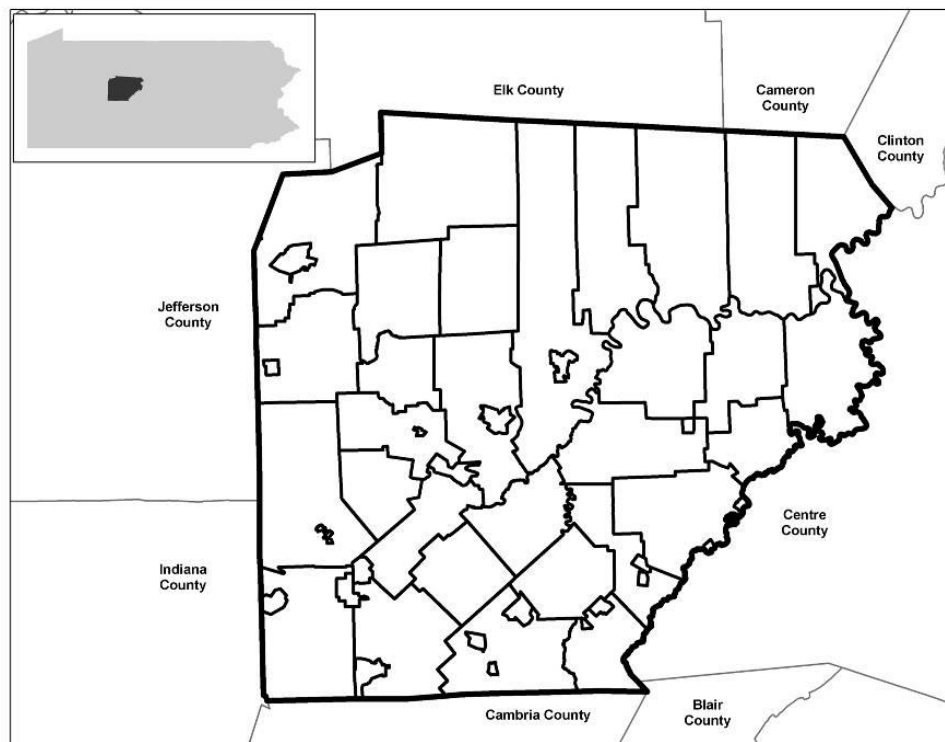 Elk County
Cameron
County
Clinton
County
Jefferson
County
Centre
County
Indiana
County
Cambria County
Blair
County